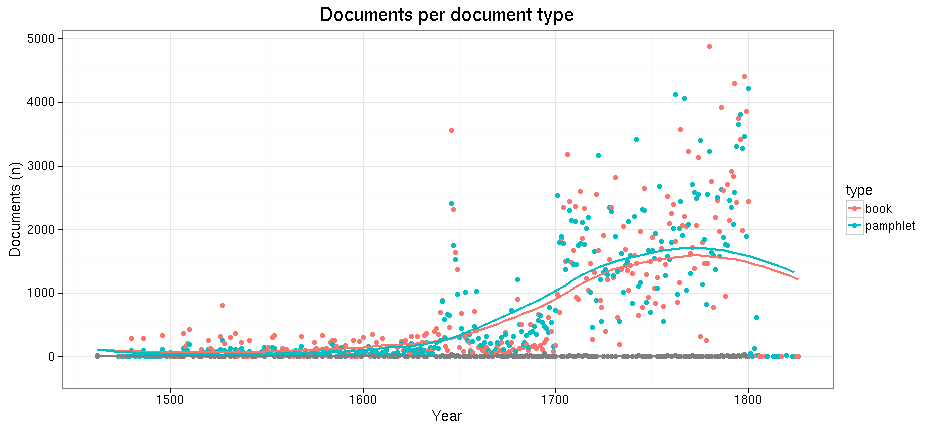 Documents per document type
5000
4000
3000
2000
1000
0
Documents (n)
1500
1600
1700
1800
Year
type
book
pamphlet